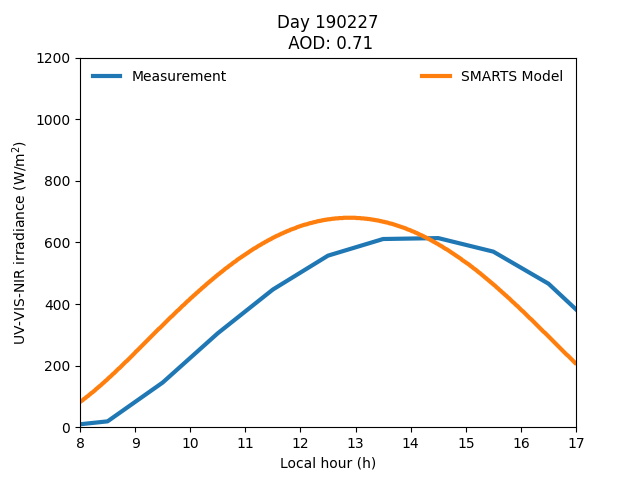 Day 190227
AOD: 0.71
Measurement
SMARTS Model
UV-VIS-NIR irradiance (W/m²)
1200
1000
800
600
400
200
0
8 9 10 11 12 13 14 15 16 17
Local hour (h)